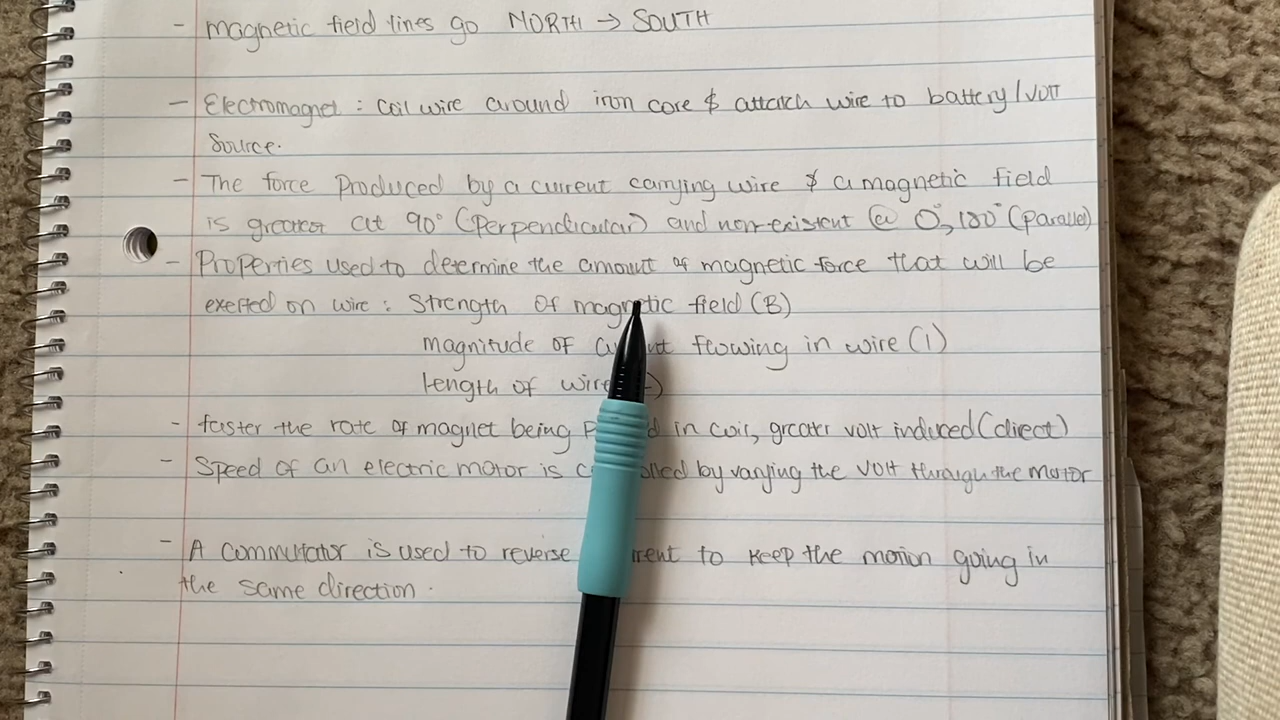 - magnetic field lines go NORTH → SOUTH
- Electromagnet : coil wire around iron core & attatch wire to battery/volt
source.
- The force produced by a current carrying wire & a magnetic field
is greater at 90° (Perpendicular) and non-existent @ 0°, 180° (parallel)
- Properties used to determine the amount of magnetic force that will be
exerted on wire : Strength of magnetic field (B)
magnitude of flowing in wire (I)
length of wire
- faster the rate of magnet being in coil, greater volt induced (direct)
- Speed of an electric motor is by varying the volt through the motor
- A commutator is used to reverse to keep the motion going in
the same direction.